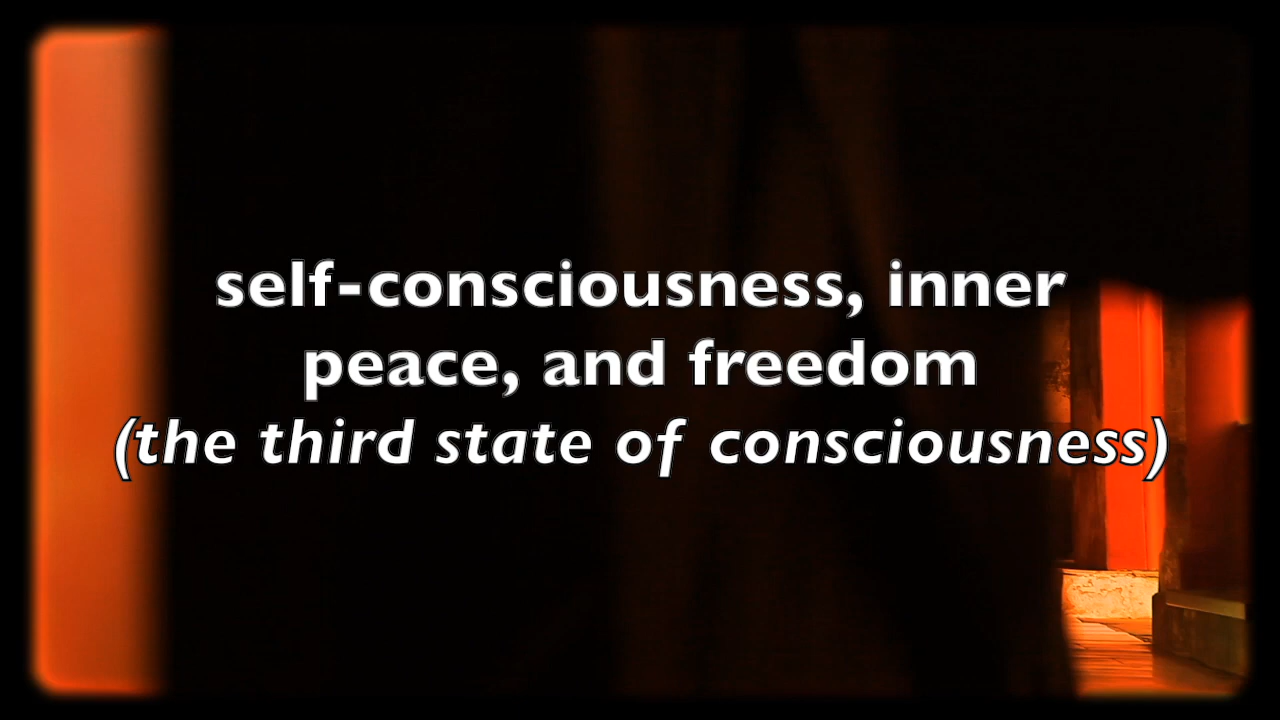 self-consciousness, inner
peace, and freedom
(the third state of consciousness)